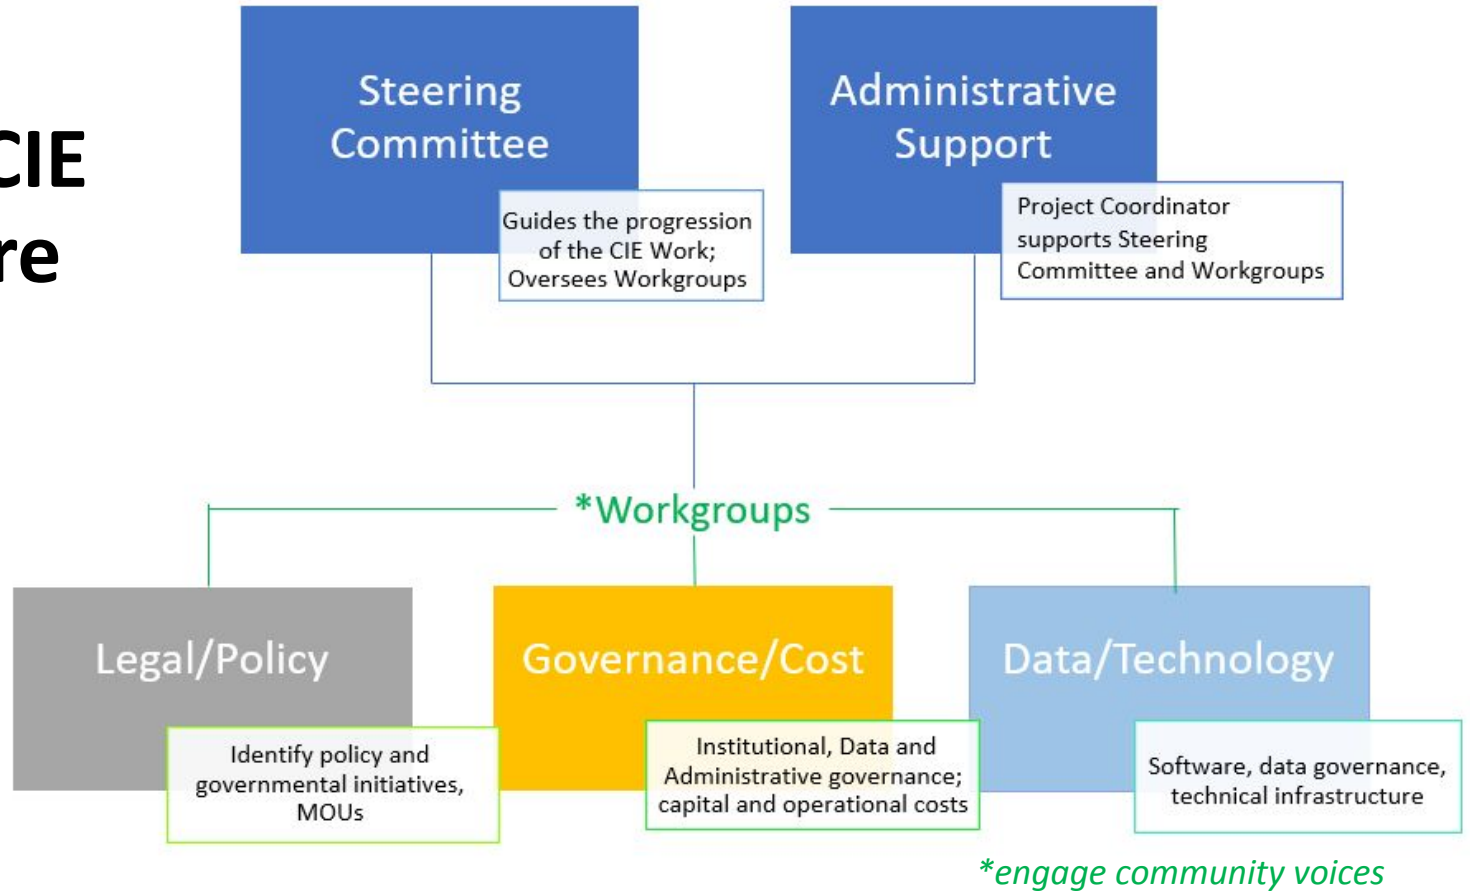 CIE
re
Steering
Committee
Guides the progression
of the CIE Work;
Oversees Workgroups
Administrative
Support
Project Coordinator
supports Steering
Committee and Workgroups
*Workgroups
Legal/Policy
Identify policy and
governmental initiatives,
MOUs
Governance/Cost
Institutional, Data and
Administrative governance;
capital and operational costs
Data/Technology
Software, data governance,
technical infrastructure
*engage community voices